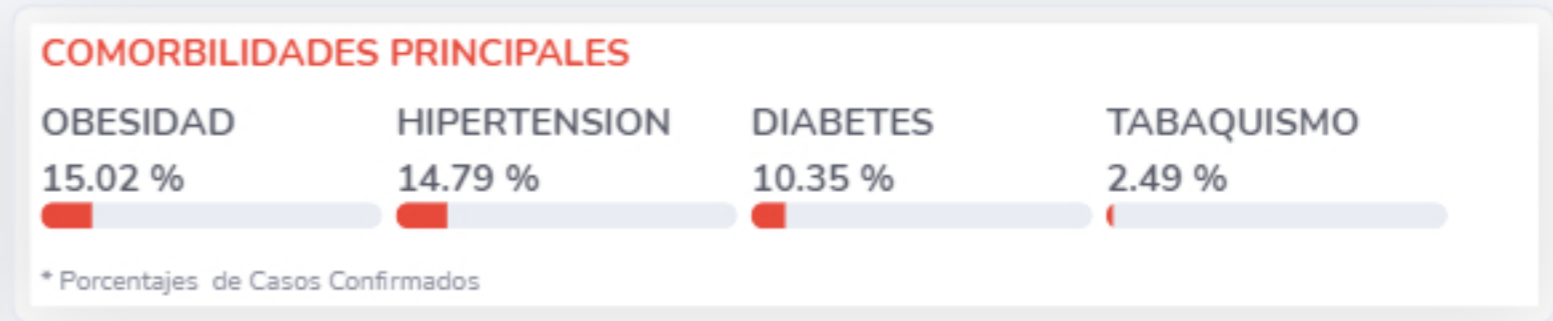 COMORBILIDADES PRINCIPALES
OBESIDAD HIPERTENSION DIABETES TABAQUISMO
15.02 % 14.79 % 10.35 % 2.49 %
* Porcentajes de Casos Confirmados